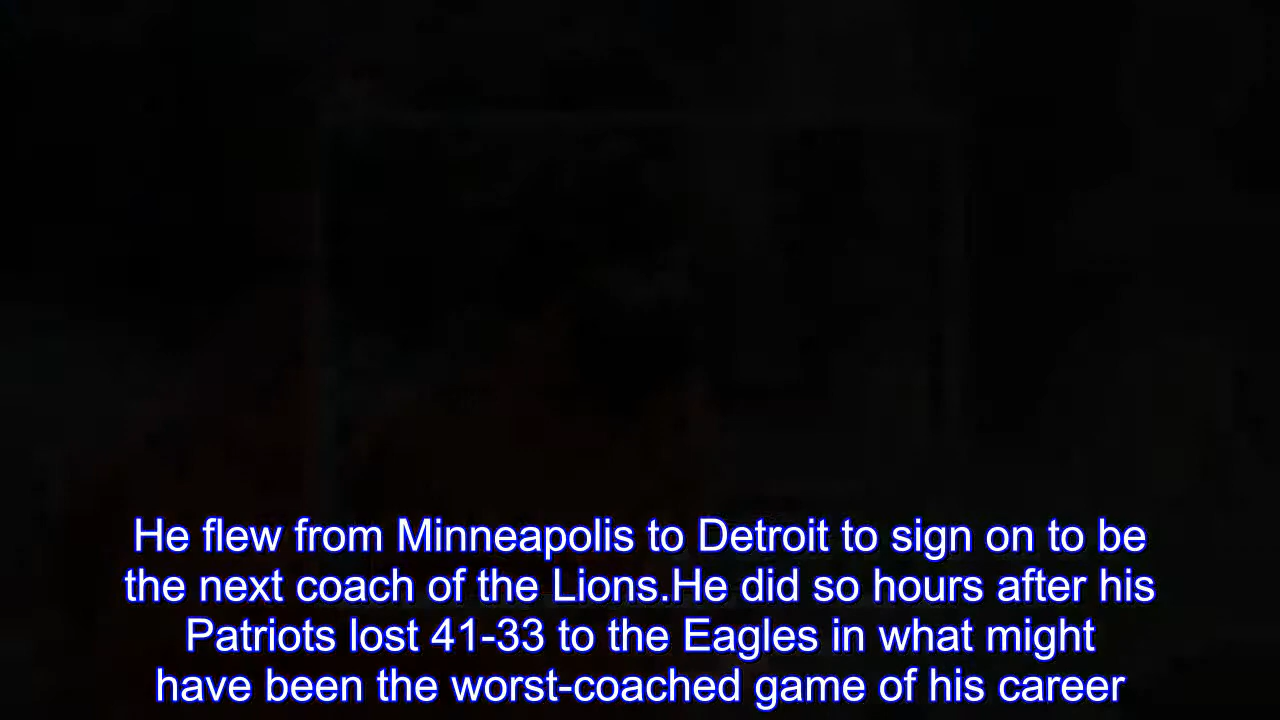 He flew from Minneapolis to Detroit to sign on to be
the next coach of the Lions.He did so hours after his
Patriots lost 41-33 to the Eagles in what might
have been the worst-coached game of his career